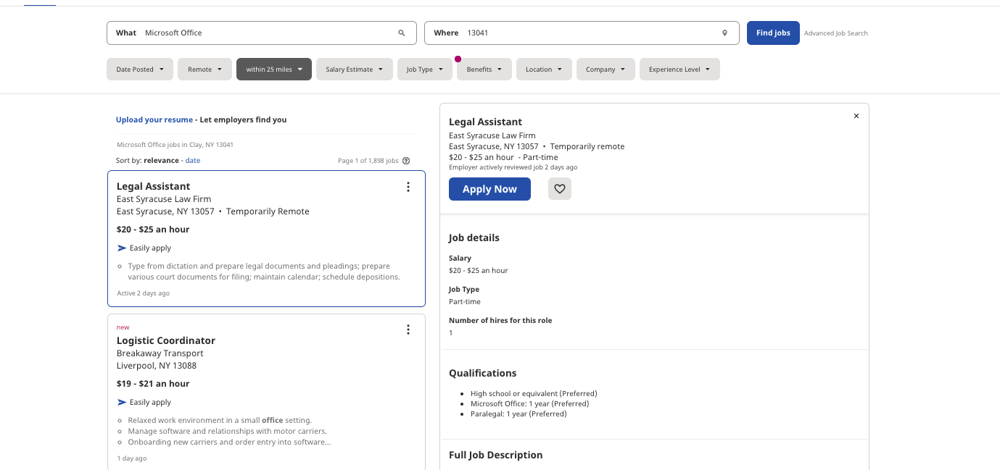 What Microsoft Office
Where 13041
Find jobs
Advanced Job Search
Date Posted
Remote
within 25 miles
Salary Estimate
Job Type
Benefits
Location
Company
Experience Level
Upload your resume - Let employers find you
Microsoft Office jobs in Clay, NY 13041
Sort by: relevance - date
Page 1 of 1,898 jobs
Legal Assistant
East Syracuse Law Firm
East Syracuse, NY 13057 • Temporarily Remote
$20 - $25 an hour
Easily apply
Type from dictation and prepare legal documents and pleadings; prepare
various court documents for filing; maintain calendar; schedule depositions.
Active 2 days ago
new
Logistic Coordinator
Breakaway Transport
Liverpool, NY 13088
$19 - $21 an hour
Easily apply
Relaxed work environment in a small office setting.
Manage software and relationships with motor carriers.
Onboarding new carriers and order entry into software...
1 day ago
Legal Assistant
East Syracuse Law Firm
East Syracuse, NY 13057 • Temporarily remote
$20 - $25 an hour - Part-time
Employer actively reviewed job 2 days ago
Apply Now
Job details
Salary
$20 - $25 an hour
Job Type
Part-time
Number of hires for this role
1
Qualifications
High school or equivalent (Preferred)
Microsoft Office: 1 year (Preferred)
Paralegal: 1 year (Preferred)
Full Job Description